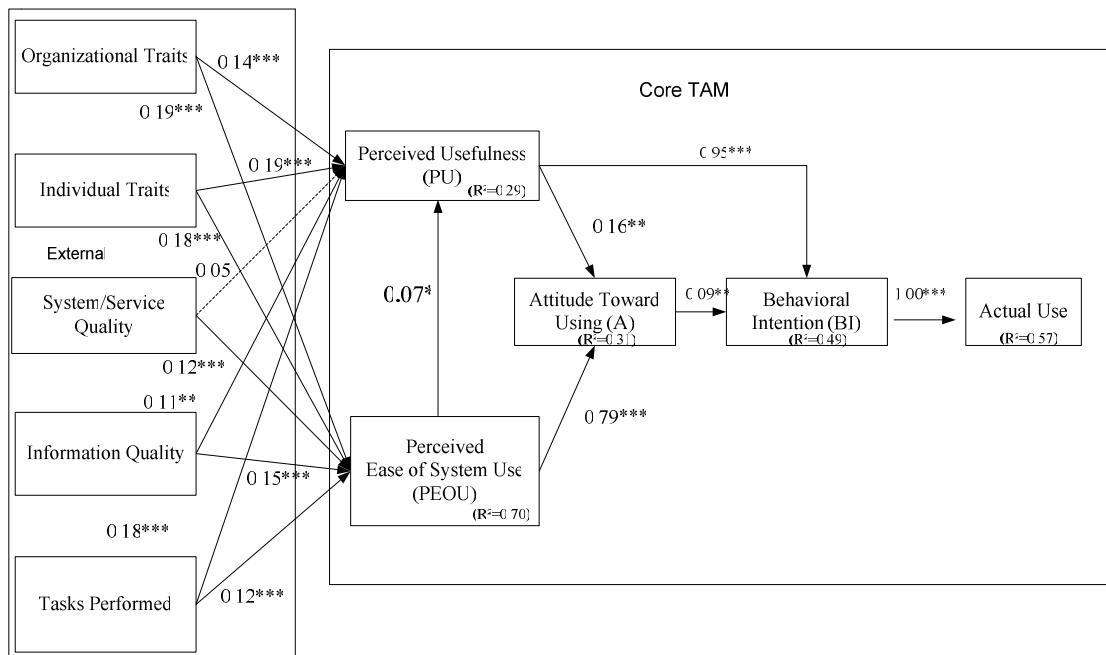 Organizational Traits
0.14***
0.19***
Core TAM
Perceived Usefulness
(PU)
(R²=0.29)
0.95***
Individual Traits
0.19***
0.18***
0.16**
External
0.05
System/Service
Quality
0.07*
Attitude Toward
Using (A)
(R²=0.31)
0.09**
Behavioral
Intention (BI)
(R²=0.49)
1.00***
Actual Use
(R²=0.57)
0.12***
0.11**
0.79***
Information Quality
Perceived
Ease of System Use
(PEOU)
(R²=0.70)
0.15***
0.18***
Tasks Performed
0.12***